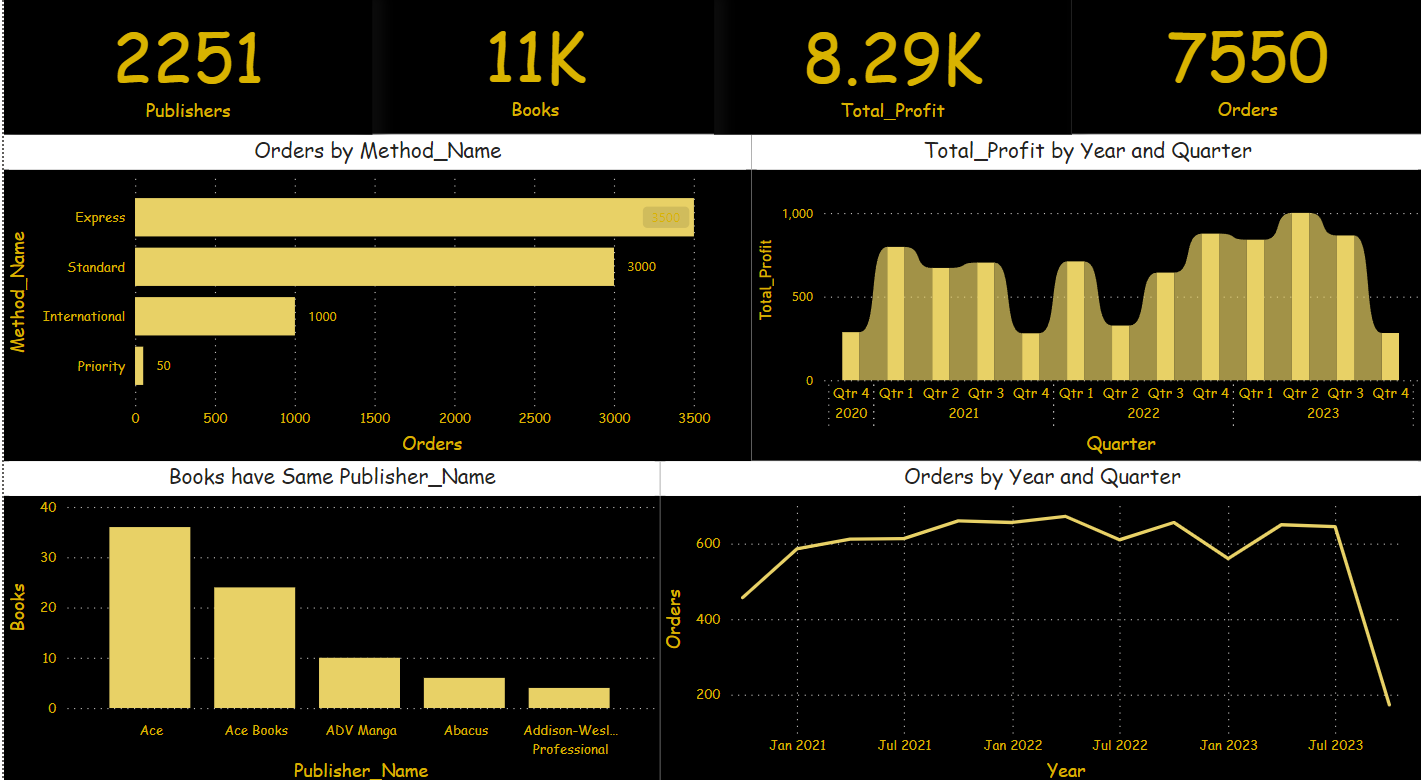 2251
Publishers
11K
Books
8.29K
Total_Profit
7550
Orders
Orders by Method_Name
Method_Name
Express
3500
Standard
3000
International
1000
Priority
50
0 500 1000 1500 2000 2500 3000 3500
Orders
Total_Profit by Year and Quarter
Total_Profit
1,000
500
0
Qtr 4 Qtr 1 Qtr 2 Qtr 3 Qtr 4 Qtr 1 Qtr 2 Qtr 3 Qtr 4 Qtr 1 Qtr 2 Qtr 3 Qtr 4
2020 2021 2022 2023
Quarter
Books have Same Publisher_Name
Books
40
30
20
10
0
Ace Ace Books ADV Manga Abacus Addison-Wesl...
Professional
Publisher_Name
Orders by Year and Quarter
Orders
600
400
200
Jan 2021 Jul 2021 Jan 2022 Jul 2022 Jan 2023 Jul 2023
Year